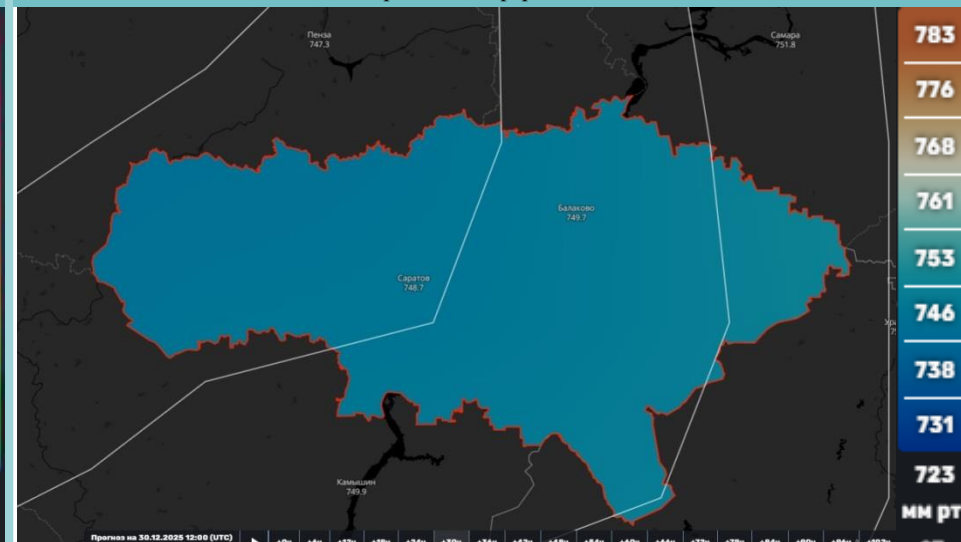 Пенза
747.3
Самара
751.8
Балаково
749.7
Саратов
748.7
Камышин
749.9
783
776
768
761
753
746
738
731
723
мм рт
Прогноз на 30.12.2025 12:00 (UTC)